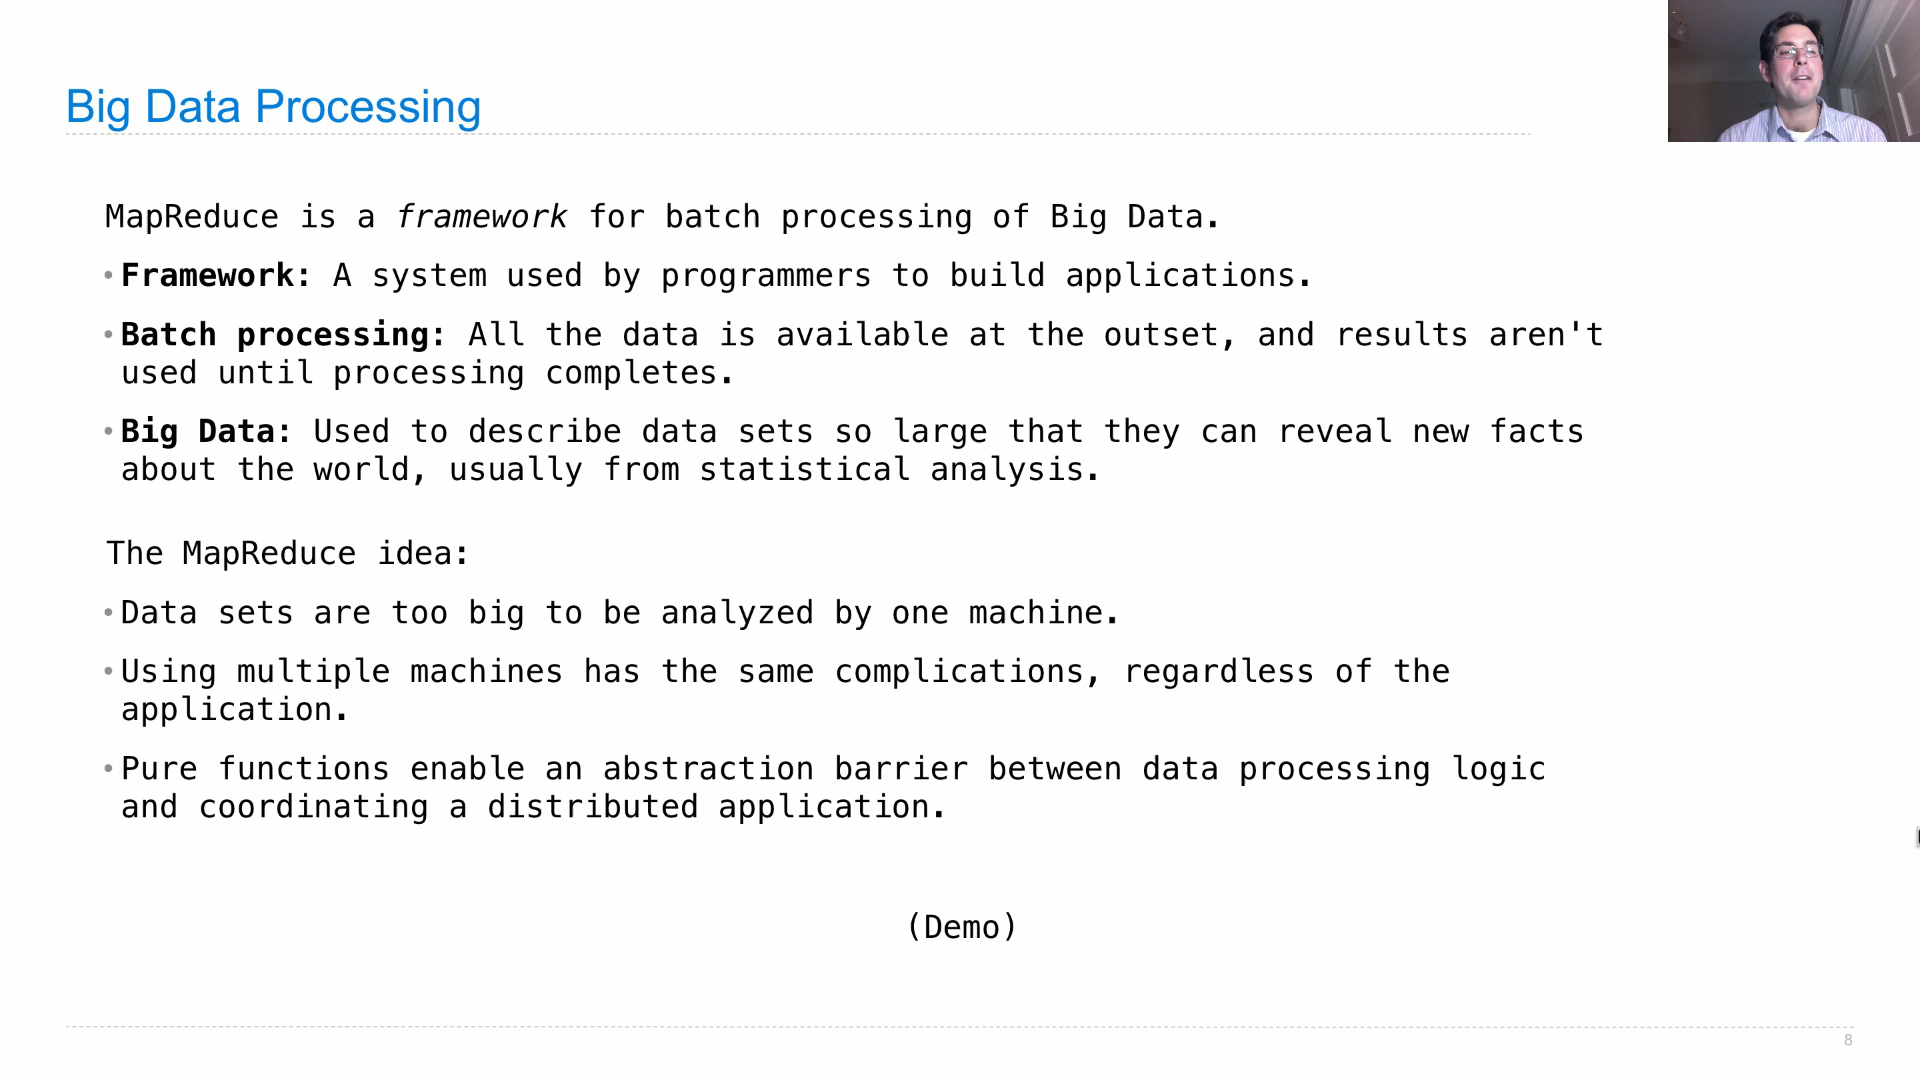 Big Data Processing
MapReduce is a framework for batch processing of Big Data.
• Framework: A system used by programmers to build applications.
• Batch processing: All the data is available at the outset, and results aren't
used until processing completes.
• Big Data: Used to describe data sets so large that they can reveal new facts
about the world, usually from statistical analysis.
The MapReduce idea:
• Data sets are too big to be analyzed by one machine.
• Using multiple machines has the same complications, regardless of the
application.
• Pure functions enable an abstraction barrier between data processing logic
and coordinating a distributed application.
(Demo)
8